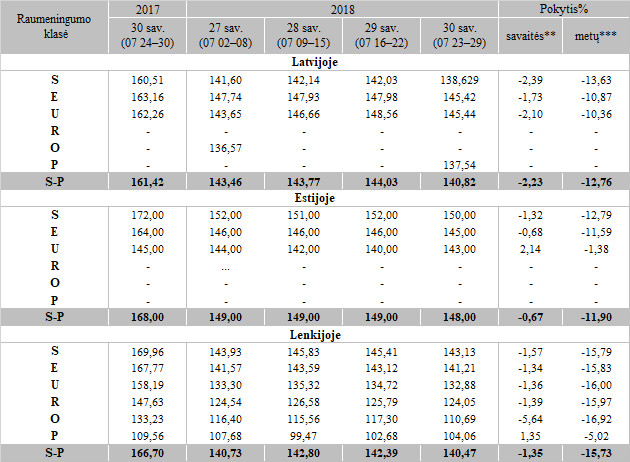 Raumeningumo klasė 2017 2018 Pokytis%
30 sav. (07 24–30) 27 sav. (07 02–08) 28 sav. (07 09–15) 29 sav. (07 16–22) 30 sav. (07 23–29) savaitės** metų***
Latvijoje
S 160,51 141,60 142,14 142,03 138,629 -2,39 -13,63
E 163,16 147,74 147,93 147,98 145,42 -1,73 -10,87
U 162,26 143,65 146,66 148,56 145,44 -2,10 -10,36
R - - - - - - -
O - 136,57 - - - - -
P - - - - 137,54 - -
S-P 161,42 143,46 143,77 144,03 140,82 -2,23 -12,76
Estijoje
S 172,00 152,00 151,00 152,00 150,00 -1,32 -12,79
E 164,00 146,00 146,00 146,00 145,00 -0,68 -11,59
U 145,00 144,00 142,00 140,00 143,00 2,14 -1,38
R - ... - - - - -
O - - - - - - -
P - - - - - - -
S-P 168,00 149,00 149,00 149,00 148,00 -0,67 -11,90
Lenkijoje
S 169,96 143,93 145,83 145,41 143,13 -1,57 -15,79
E 167,77 141,57 143,59 143,12 141,21 -1,34 -15,83
U 158,19 133,30 135,32 134,72 132,88 -1,36 -16,00
R 147,63 124,54 126,58 125,79 124,05 -1,39 -15,97
O 133,23 116,40 115,56 117,30 110,69 -5,64 -16,92
P 109,56 107,68 99,47 102,68 104,06 1,35 -5,02
S-P 166,70 140,73 142,80 142,39 140,47 -1,35 -15,73